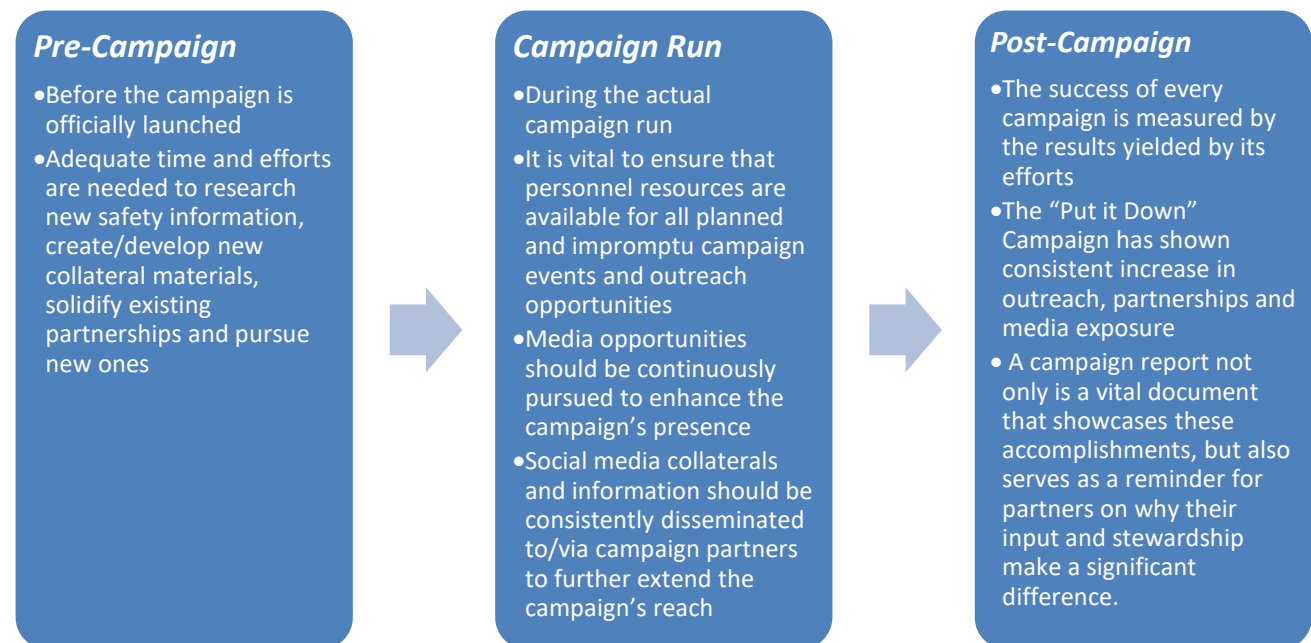 Pre-Campaign
•Before the campaign is
officially launched
•Adequate time and efforts
are needed to research
new safety information,
create/develop new
collateral materials,
solidify existing
partnerships and pursue
new ones
Campaign Run
•During the actual
campaign run
•It is vital to ensure that
personnel resources are
available for all planned
and impromptu campaign
events and outreach
opportunities
•Media opportunities
should be continuously
pursued to enhance the
campaign’s presence
•Social media collaterals
and information should be
consistently disseminated
to/via campaign partners
to further extend the
campaign’s reach
Post-Campaign
•The success of every
campaign is measured by
the results yielded by its
efforts
•The “Put it Down”
Campaign has shown
consistent increase in
outreach, partnerships and
media exposure
• A campaign report not
only is a vital document
that showcases these
accomplishments, but also
serves as a reminder for
partners on why their
input and stewardship
make a significant
difference.